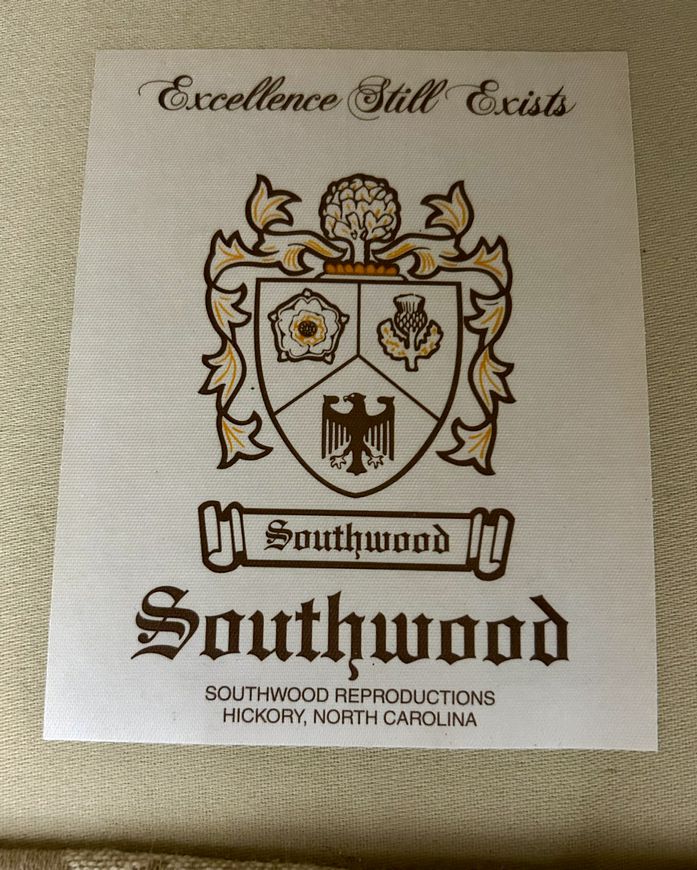 Excellence Still Exists
Southwood
Southwood
SOUTHWOOD REPRODUCTIONS
HICKORY, NORTH CAROLINA